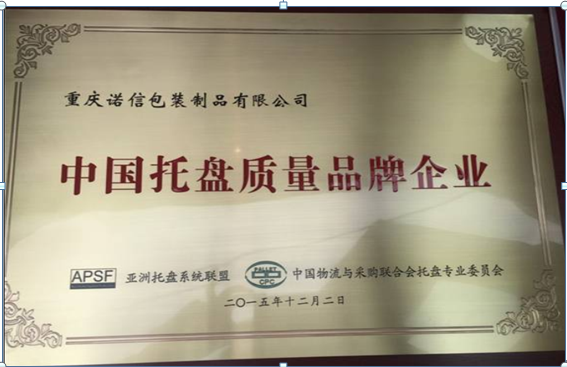 重庆诺信包装制品有限公司
中国托盘质量品牌企业
APSF 亚洲托盘系统联盟 PALLET CPC 中国物流与采购联合会托盘专业委员会
二〇一五年十二月二日